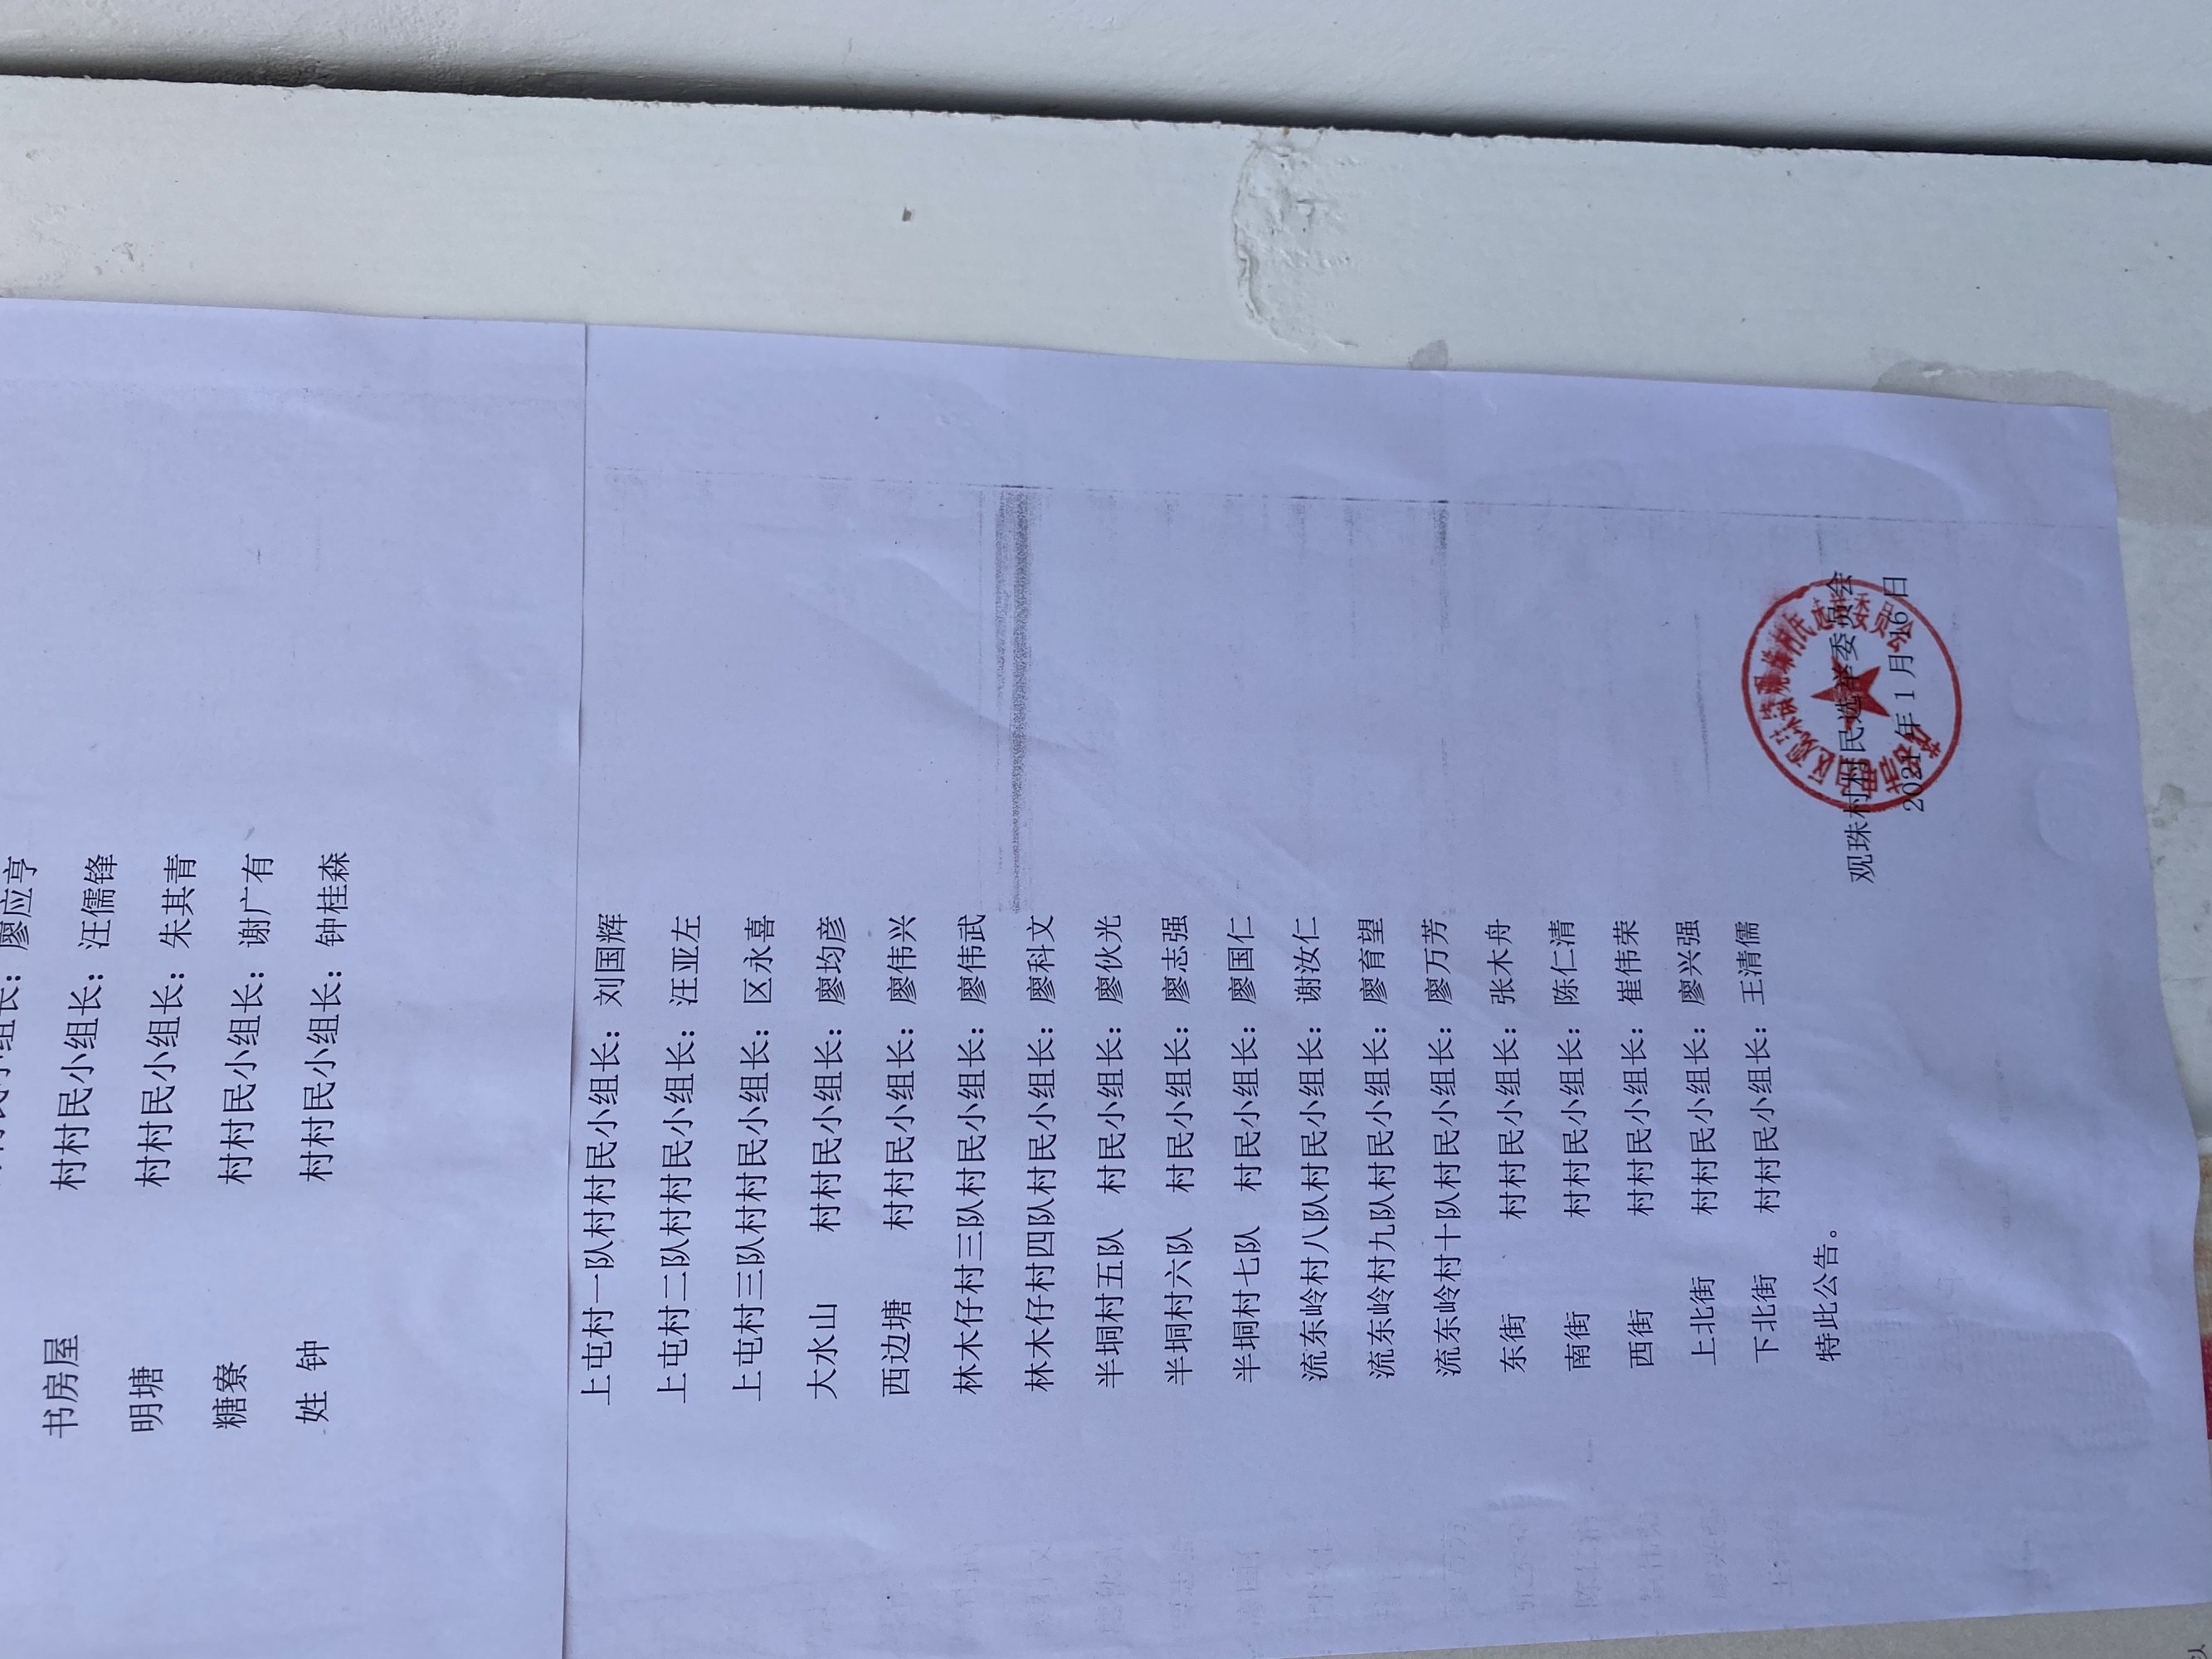 小组长：廖应亨
书房屋 村村民小组长：汪儒锋
明塘 村村民小组长：朱其青
糖寮 村村民小组长：谢广有
姓钟 村村民小组长：钟桂森
上屯村一队村村民小组长：刘国辉
上屯村二队村村民小组长：汪亚左
上屯村三队村村民小组长：区永喜
大水山 村村民小组长：廖均彦
西边塘 村村民小组长：廖伟兴
林木仔村三队村民小组长：廖伟武
林木仔村四队村民小组长：廖科文
半垌村五队 村民小组长：廖伙光
半垌村六队 村民小组长：廖志强
半垌村七队 村民小组长：廖国仁
流东岭村八队村民小组长：谢汝仁
流东岭村九队村民小组长：廖育望
流东岭村十队村民小组长：廖万芳
东街 村村民小组长：张木舟
南街 村村民小组长：陈仁清
西街 村村民小组长：崔伟荣
上北街 村村民小组长：廖兴强
下北街 村村民小组长：王清儒
特此公告。
观珠村村民选举委员会
2021年1月16日